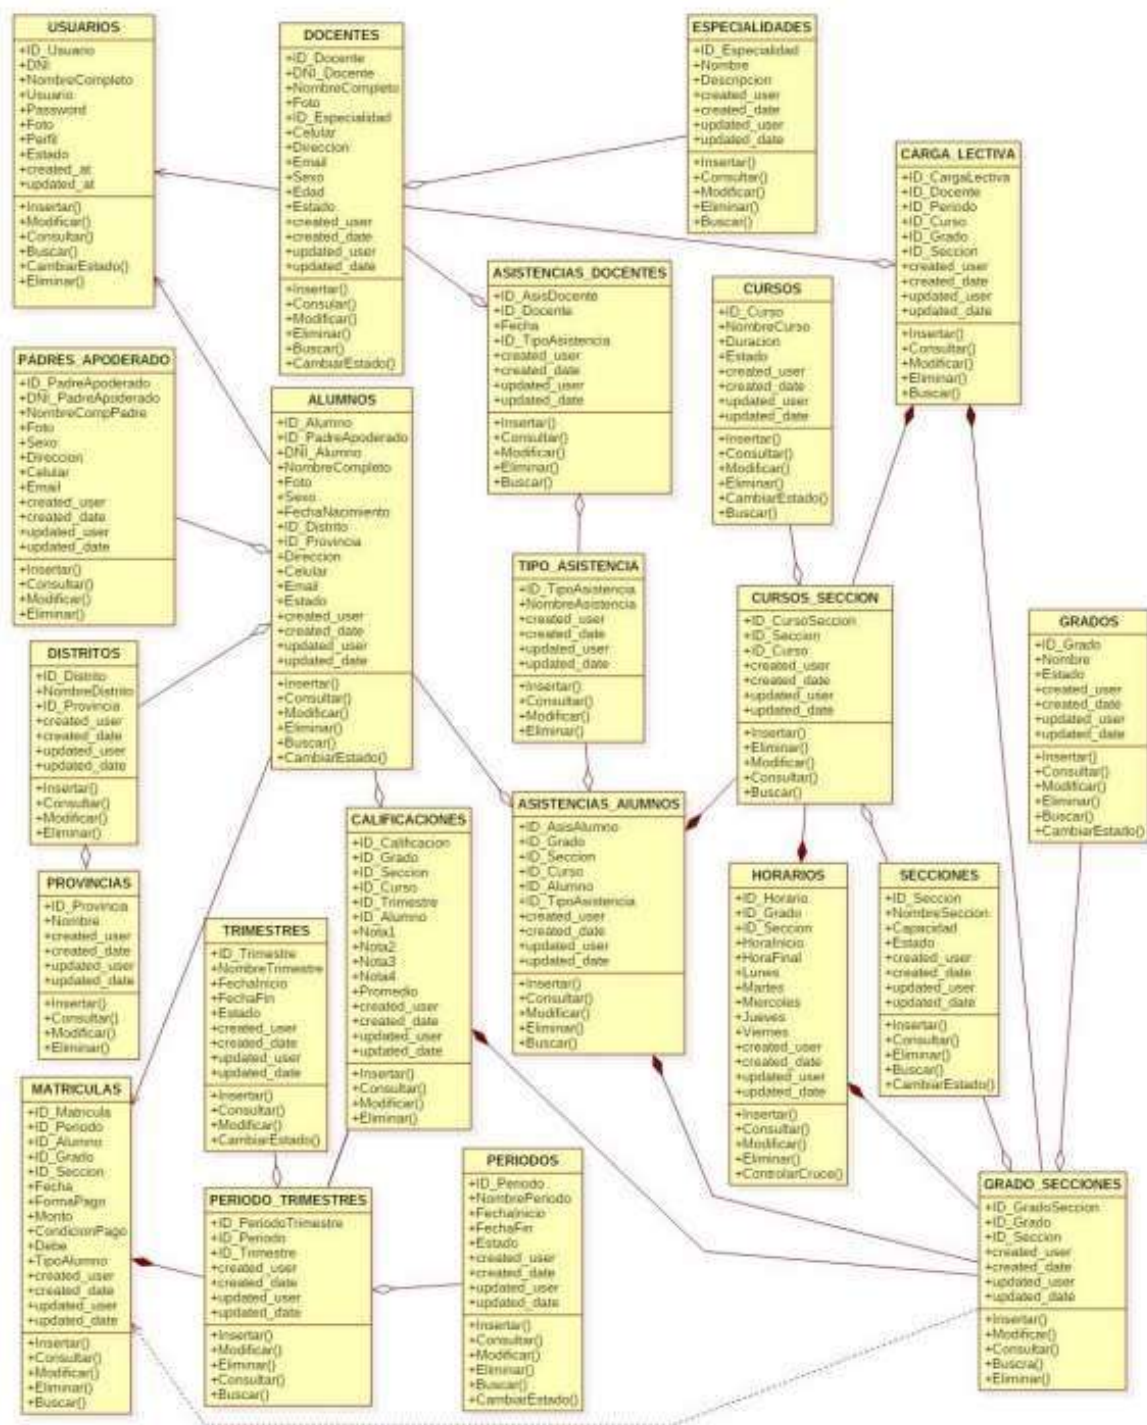 USUARIOS
+ID_Usuario
+DNI
+NombreCompleto
+Usuario
+Password
+Foto
+Perfil
+Estado
+created_at
+updated_at
+Insertar()
+Modificar()
+Consultar()
+Buscar()
+CambiarEstado()
+Eliminar()
DOCENTES
+ID_Docente
+DNI_Docente
+NombreCompleto
+Foto
+ID_Especialidad
+Celular
+Direccion
+Email
+Sexo
+Edad
+Estado
+created_user
+created_date
+updated_user
+updated_date
+Insertar()
+Consular()
+Modificar()
+Eliminar()
+Buscar()
+CambiarEstado()
ESPECIALIDADES
+ID_Especialidad
+Nombre
+Descripcion
+created_user
+created_date
+updated_user
+updated_date
+Insertar()
+Consultar()
+Modificar()
+Eliminar()
+Buscar()
CARGA_LECTIVA
+ID_CargaLectiva
+ID_Docente
+ID_Periodo
+ID_Curso
+ID_Grado
+ID_Seccion
+created_user
+created_date
+updated_user
+updated_date
+Insertar()
+Consultar()
+Modificar()
+Eliminar()
+Buscar()
ASISTENCIAS_DOCENTES
+ID_AsisDocente
+ID_Docente
+Fecha
+ID_TipoAsistencia
+created_user
+created_date
+updated_user
+updated_date
+Insertar()
+Consultar()
+Modificar()
+Eliminar()
+Buscar()
CURSOS
+ID_Curso
+NombreCurso
+Duracion
+Estado
+created_user
+created_date
+updated_user
+updated_date
+Insertar()
+Consultar()
+Modificar()
+Eliminar()
+CambiarEstado()
+Buscar()
PADRES_APODERADO
+ID_PadreApoderado
+DNI_PadreApoderado
+NombreCompPadre
+Foto
+Sexo
+Direccion
+Celular
+Email
+created_user
+created_date
+updated_user
+updated_date
+Insertar()
+Consultar()
+Modificar()
+Eliminar()
ALUMNOS
+ID_Alumno
+ID_PadreApoderado
+DNI_Alumno
+NombreCompleto
+Foto
+Sexo
+FechaNacimiento
+ID_Distrito
+ID_Provincia
+Direccion
+Celular
+Email
+Estado
+created_user
+created_date
+updated_user
+updated_date
+Insertar()
+Consultar()
+Modificar()
+Eliminar()
+Buscar()
+CambiarEstado()
TIPO_ASISTENCIA
+ID_TipoAsistencia
+NombreAsistencia
+created_user
+created_date
+updated_user
+updated_date
+Insertar()
+Consultar()
+Modificar()
+Eliminar()
CURSOS_SECCION
+ID_CursoSeccion
+ID_Seccion
+ID_Curso
+created_user
+created_date
+updated_user
+updated_date
+Insertar()
+Eliminar()
+Modificar()
+Consultar()
+Buscar()
GRADOS
+ID_Grado
+Nombre
+Estado
+created_user
+created_date
+updated_user
+updated_date
+Insertar()
+Consultar()
+Modificar()
+Eliminar()
+Buscar()
+CambiarEstado()
DISTRITOS
+ID_Distrito
+NombreDistrito
+ID_Provincia
+created_user
+created_date
+updated_user
+updated_date
+Insertar()
+Consultar()
+Modificar()
+Eliminar()
CALIFICACIONES
+ID_Calificacion
+ID_Grado
+ID_Seccion
+ID_Curso
+ID_Trimestre
+ID_Alumno
+Nota1
+Nota2
+Nota3
+Nota4
+Promedio
+created_user
+created_date
+updated_user
+updated_date
+Insertar()
+Consultar()
+Modificar()
+Eliminar()
ASISTENCIAS_AlUMNOS
+ID_AsisAlumno
+ID_Grado
+ID_Seccion
+ID_Curso
+ID_Alumno
+ID_TipoAsistencia
+created_user
+created_date
+updated_user
+updated_date
+Insertar()
+Consultar()
+Modificar()
+Eliminar()
+Buscar()
HORARIOS
+ID_Horario
+ID_Grado
+ID_Seccion
+HoraInicio
+HoraFinal
+Lunes
+Martes
+Miercoles
+Jueves
+Viernes
+created_user
+created_date
+updated_user
+updated_date
+Insertar()
+Consultar()
+Modificar()
+Eliminar()
+ControlarCruce()
SECCIONES
+ID_Seccion
+NombreSeccion
+Capacidad
+Estado
+created_user
+created_date
+updated_user
+updated_date
+Insertar()
+Consultar()
+Eliminar()
+Buscar()
+CambiarEstado()
PROVINCIAS
+ID_Provincia
+Nombre
+created_user
+created_date
+updated_user
+updated_date
+Insertar()
+Consultar()
+Modificar()
+Eliminar()
TRIMESTRES
+ID_Trimestre
+NombreTrimestre
+FechaInicio
+FechaFin
+Estado
+created_user
+created_date
+updated_user
+updated_date
+Insertar()
+Consultar()
+Modificar()
+CambiarEstado()
MATRICULAS
+ID_Matricula
+ID_Periodo
+ID_Alumno
+ID_Grado
+ID_Seccion
+Fecha
+FormaPago
+Monto
+CondicionPago
+Debe
+TipoAlumno
+created_user
+created_date
+updated_user
+updated_date
+Insertar()
+Consultar()
+Modificar()
+Eliminar()
+Buscar()
PERIODO_TRIMESTRES
+ID_PeriodoTrimestre
+ID_Periodo
+ID_Trimestre
+created_user
+created_date
+updated_user
+updated_date
+Insertar()
+Modificar()
+Eliminar()
+Consultar()
+Buscar()
PERIODOS
+ID_Periodo
+NombrePeriodo
+FechaInicio
+FechaFin
+Estado
+created_user
+created_date
+updated_user
+updated_date
+Insertar()
+Consultar()
+Modificar()
+Eliminar()
+Buscar()
+CambiarEstado()
GRADO_SECCIONES
+ID_GradoSeccion
+ID_Grado
+ID_Seccion
+created_user
+created_date
+updated_user
+updated_date
+Insertar()
+Modificar()
+Consultar()
+Buscra()
+Eliminar()